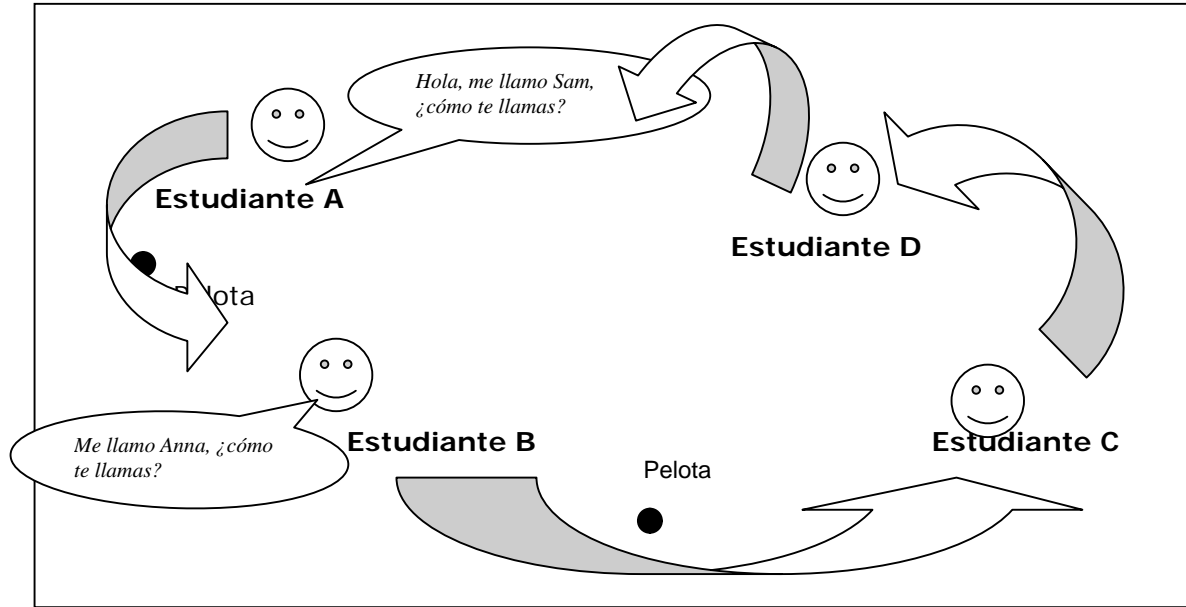 Hola, me llamo Sam,
¿cómo te llamas?
Estudiante A
Estudiante D
Pelota
Me llamo Anna, ¿cómo
te llamas?
Estudiante B
Estudiante C
Pelota